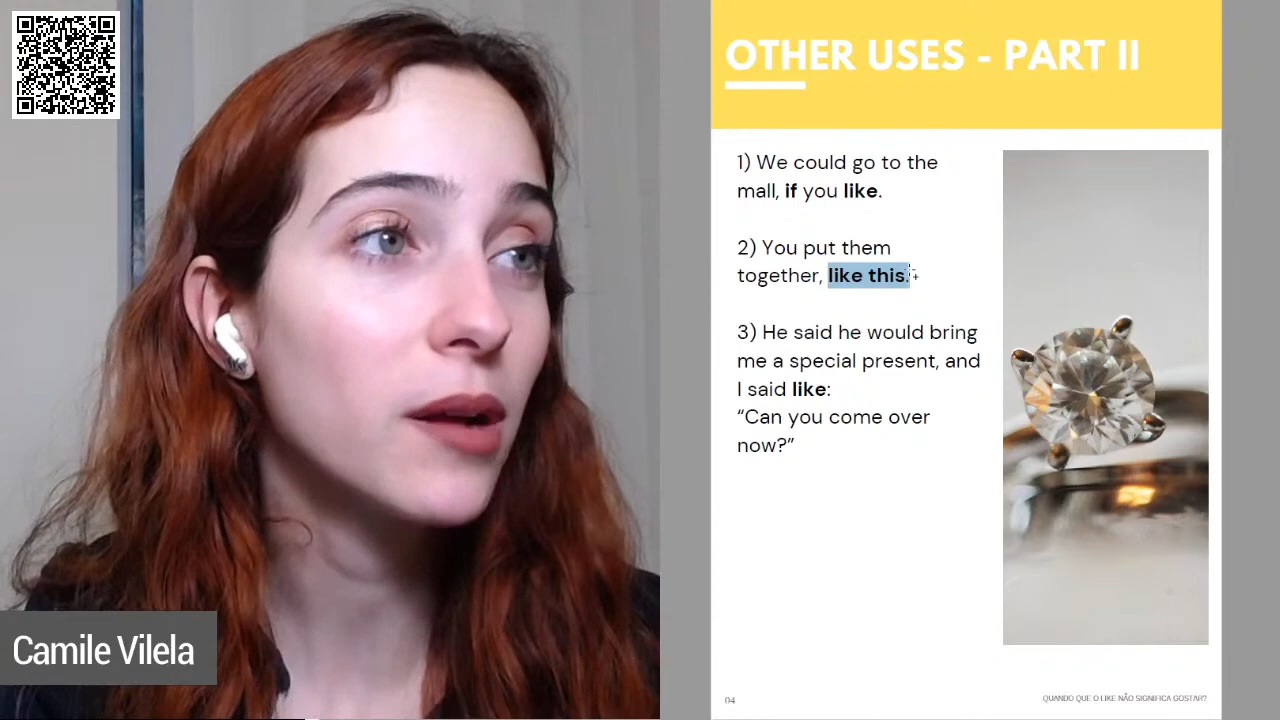 OTHER USES - PART II
1) We could go to the
mall, if you like.
2) You put them
together, like this.
3) He said he would bring
me a special present, and
I said like:
“Can you come over
now?”
04
QUANDO QUE O LIKE NÃO SIGNIFICA GOSTAR?
Camile Vilela